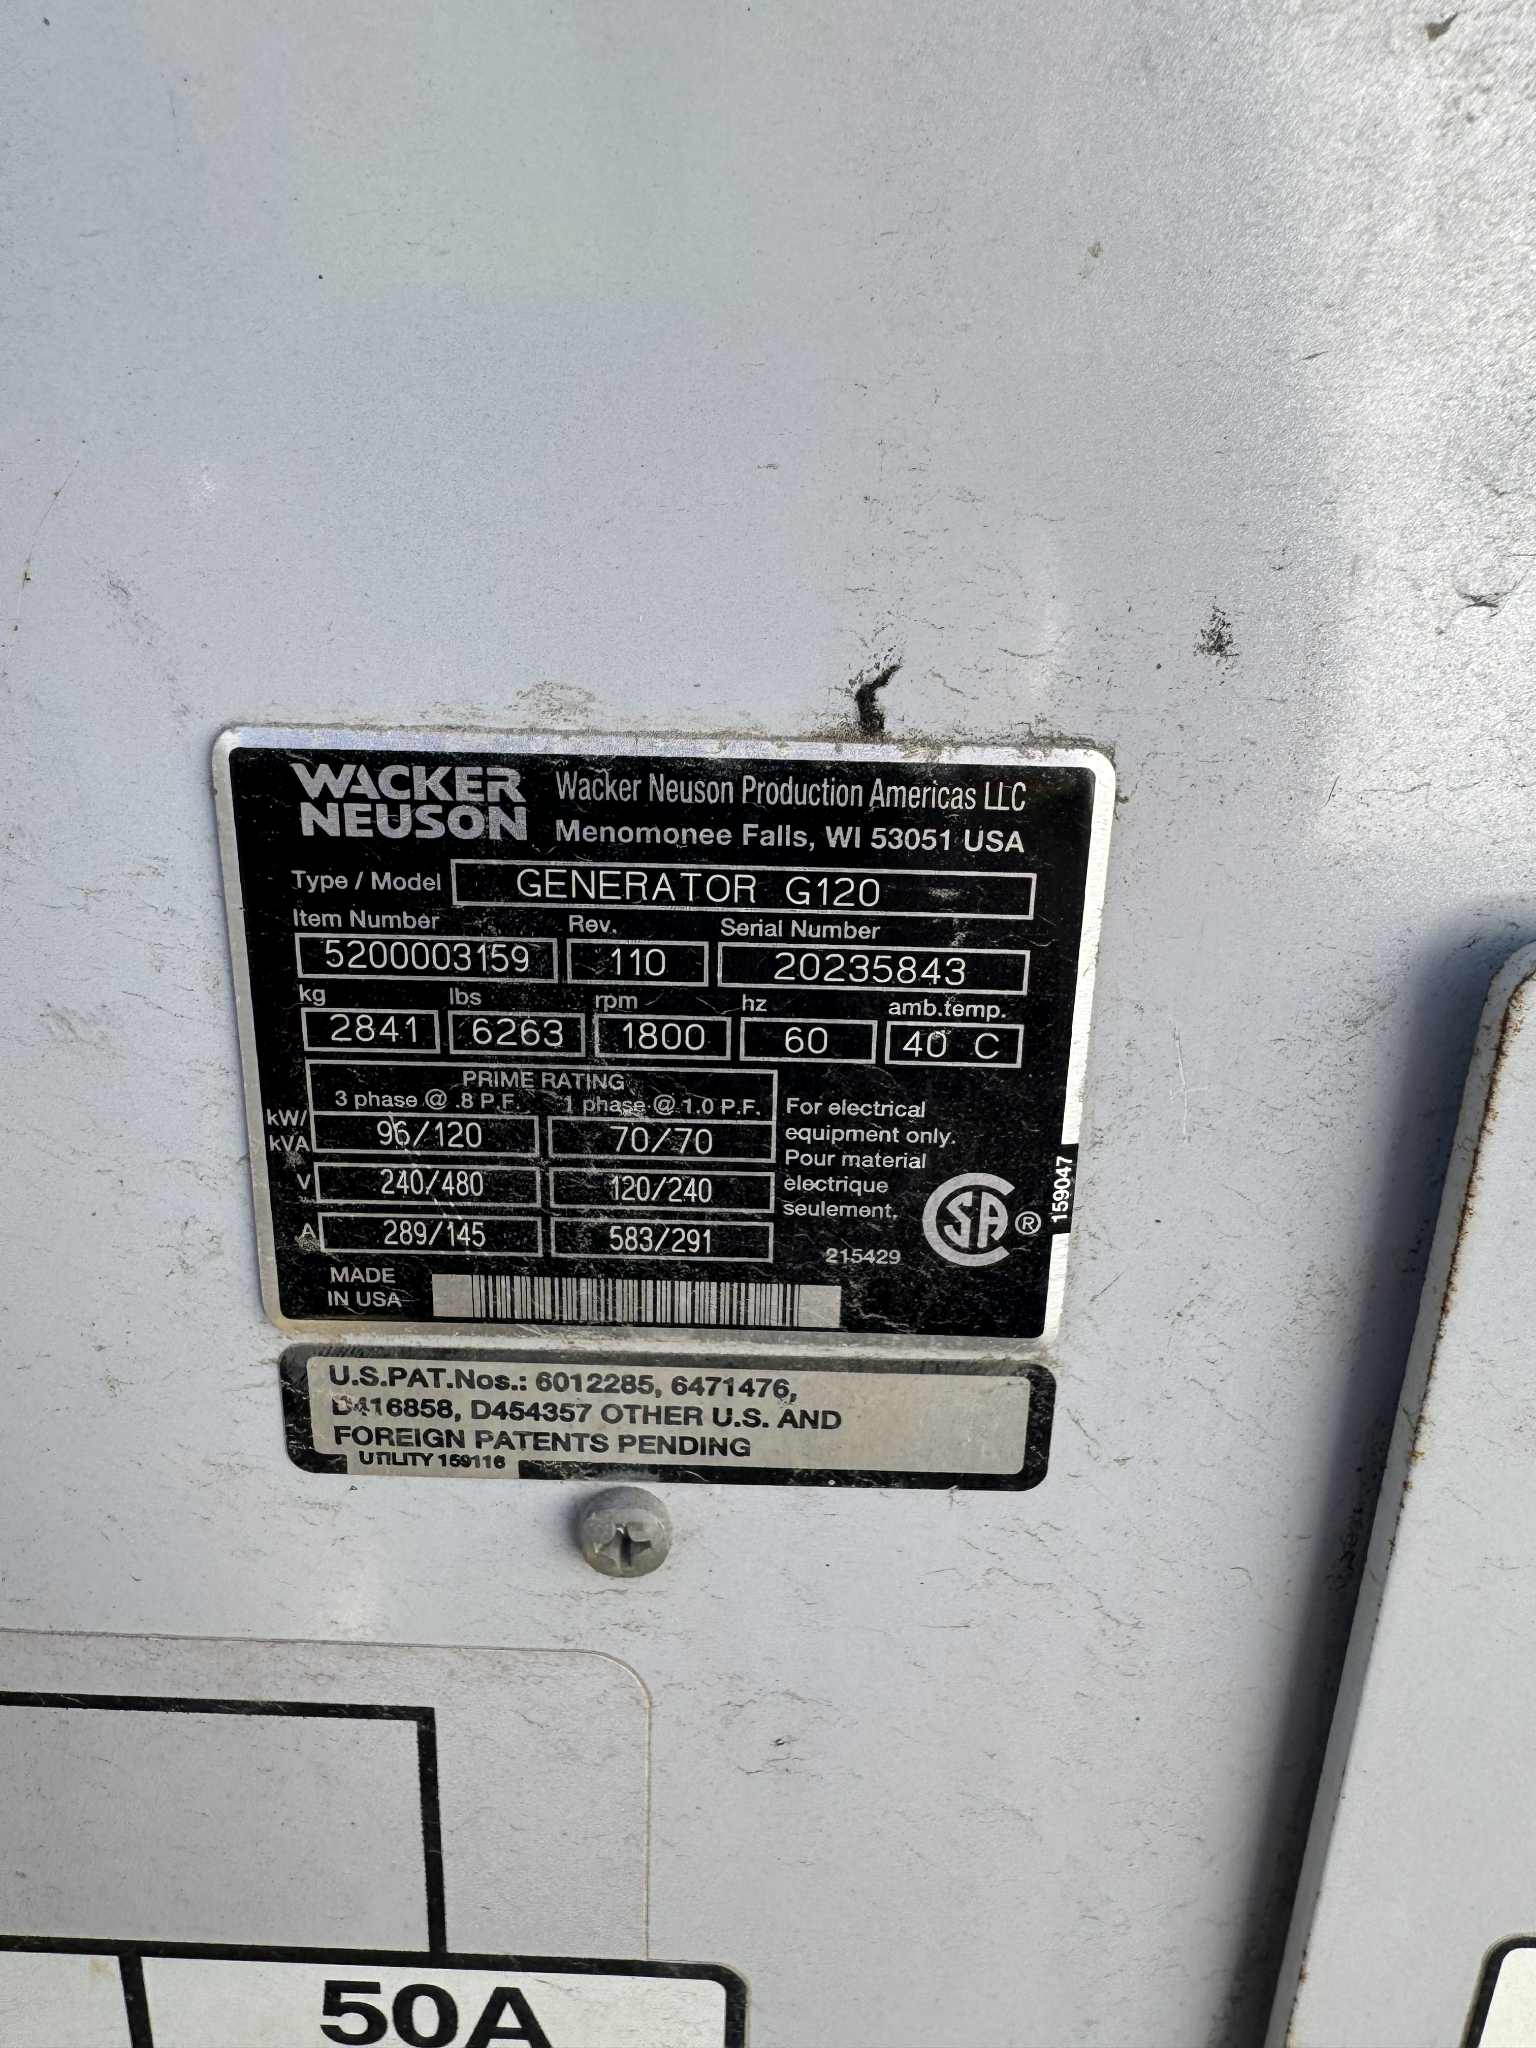 WACKER
NEUSON
Wacker Neuson Production Americas LLC
Menomonee Falls, WI 53051 USA
Type / Model GENERATOR G120
Item Number Rev. Serial Number
5200003159 110 20235843
kg lbs rpm hz amb.temp.
2841 6263 1800 60 40 C
PRIME RATING
3 phase @ .8 P.F. 1 phase @ 1.0 P.F.
kW/
kVA 96/120 70/70
V 240/480 120/240
A 289/145 583/291
For electrical
equipment only.
Pour material
electrique
seulement.
215429
SA ®
159047
MADE
IN USA
U.S.PAT.Nos.: 6012285, 6471476,
D416858, D454357 OTHER U.S. AND
FOREIGN PATENTS PENDING
UTILITY 159116
50A